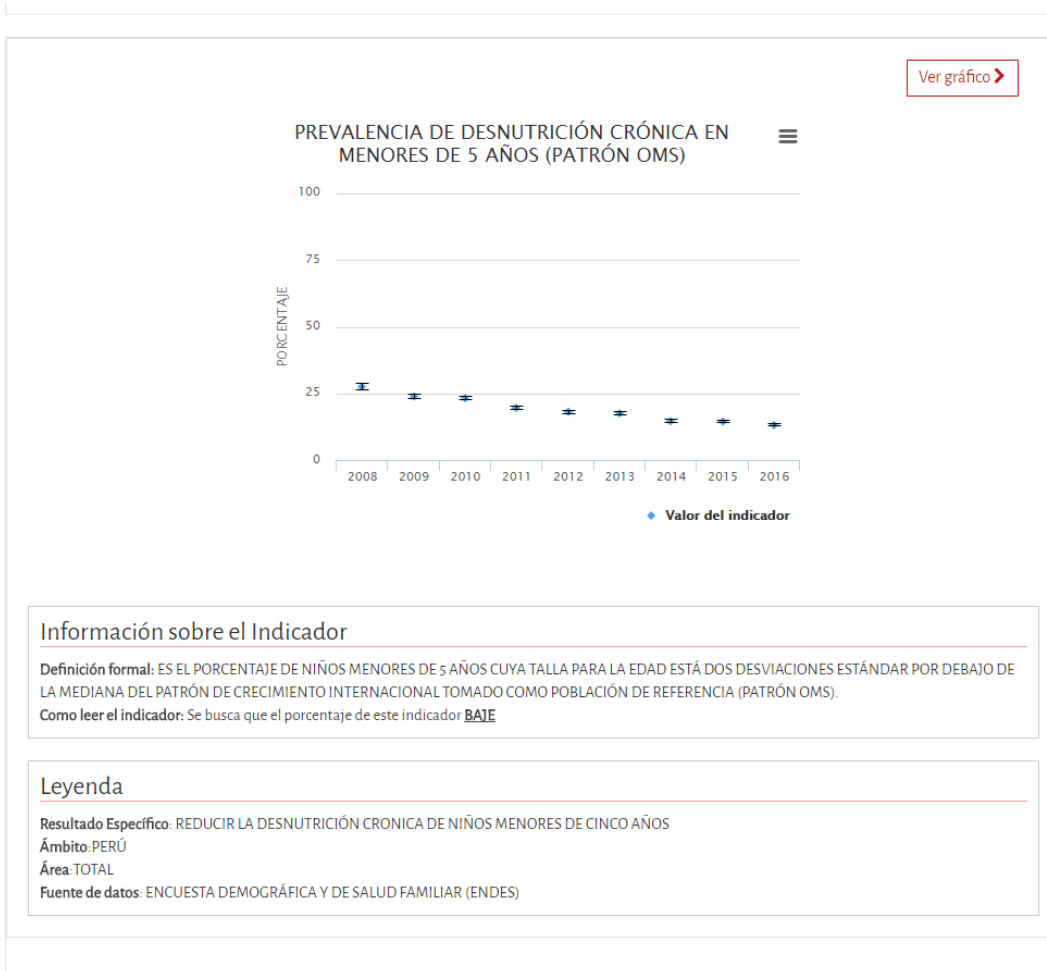 Ver gráfico
PREVALENCIA DE DESNUTRICIÓN CRÓNICA EN
MENORES DE 5 AÑOS (PATRÓN OMS)
100
75
50
25
0
PORCENTAJE
2008 2009 2010 2011 2012 2013 2014 2015 2016
Valor del indicador
Información sobre el Indicador
Definición formal: ES EL PORCENTAJE DE NIÑOS MENORES DE 5 AÑOS CUYA TALLA PARA LA EDAD ESTÁ DOS DESVIACIONES ESTÁNDAR POR DEBAJO DE
LA MEDIANA DEL PATRÓN DE CRECIMIENTO INTERNACIONAL TOMADO COMO POBLACIÓN DE REFERENCIA (PATRÓN OMS).
Como leer el indicador: Se busca que el porcentaje de este indicador BAJE
Leyenda
Resultado Específico: REDUCIR LA DESNUTRICIÓN CRONICA DE NIÑOS MENORES DE CINCO AÑOS
Ámbito:PERÚ
Área:TOTAL
Fuente de datos: ENCUESTA DEMOGRÁFICA Y DE SALUD FAMILIAR (ENDES)